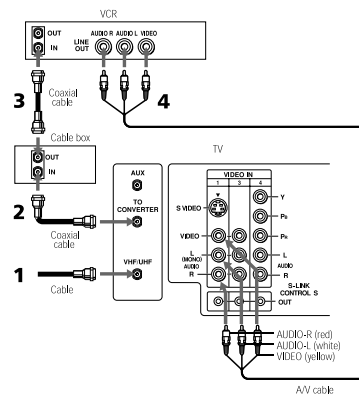 VCR
OUT
IN
LINE OUT
AUDIO R AUDIO L VIDEO
3
Coaxial cable
4
Cable box
OUT
IN
2
Coaxial cable
1
Cable
AUX
TO CONVERTER
VHF/UHF
TV
VIDEO IN
1 3 4
S VIDEO
VIDEO
L (MONO)
AUDIO
R
Y
PB
PR
L
AUDIO
R
S-LINK
CONTROL S
OUT
AUDIO-R (red)
AUDIO-L (white)
VIDEO (yellow)
A/V cable